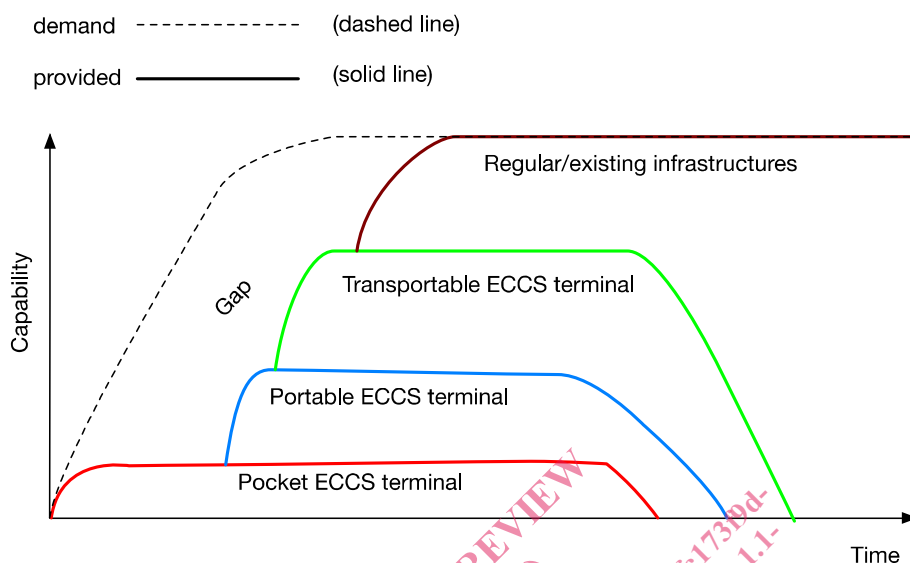 demand (dashed line)
provided (solid line)
Regular/existing infrastructures
Transportable ECCS terminal
Gap
Capability
Portable ECCS terminal
Pocket ECCS terminal
Time